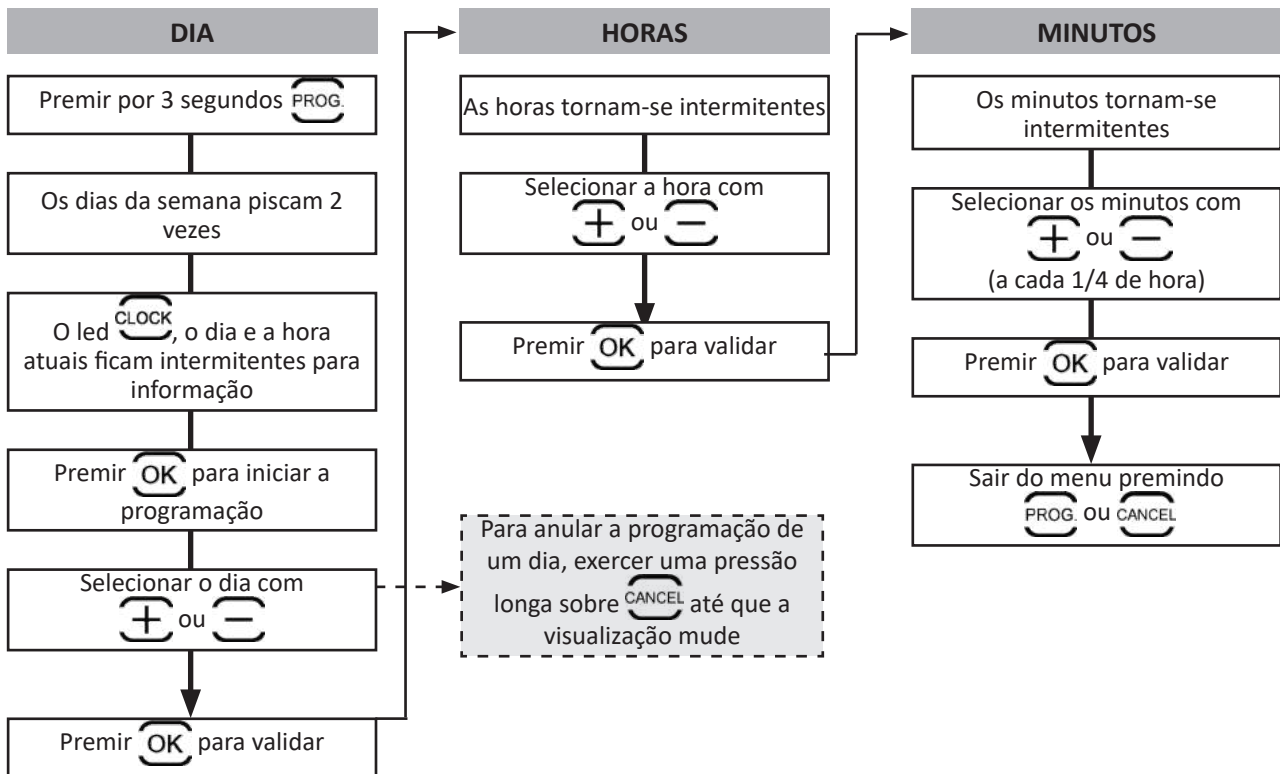 DIA
Premir por 3 segundos PROG.
Os dias da semana piscam 2
vezes
O led CLOCK, o dia e a hora
atuais ficam intermitentes para
informação
Premir OK para iniciar a
programação
Selecionar o dia com
+ ou −
Premir OK para validar
HORAS
As horas tornam-se intermitentes
Selecionar a hora com
+ ou −
Premir OK para validar
Para anular a programação de
um dia, exercer uma pressão
longa sobre CANCEL até que a
visualização mude
MINUTOS
Os minutos tornam-se
intermitentes
Selecionar os minutos com
+ ou −
(a cada 1/4 de hora)
Premir OK para validar
Sair do menu premindo
PROG. ou CANCEL